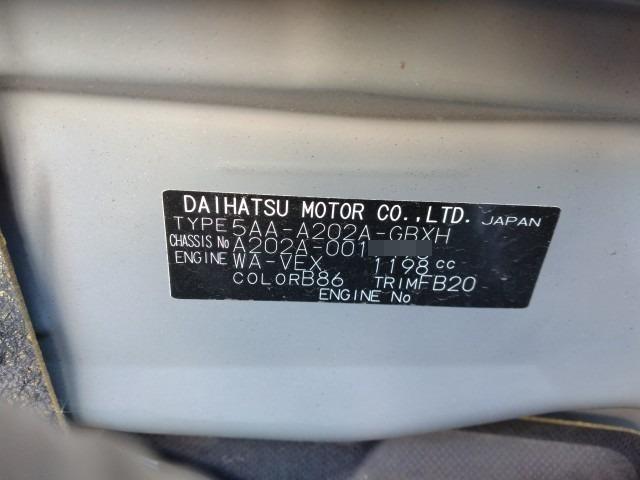 DAIHATSU MOTOR CO.,LTD. JAPAN
TYPE 5AA-A202A-GBXH
CHASSIS No A202A-001
ENGINE WA-VEX 1198 cc
COLOR B86 TRIM FB20
ENGINE No